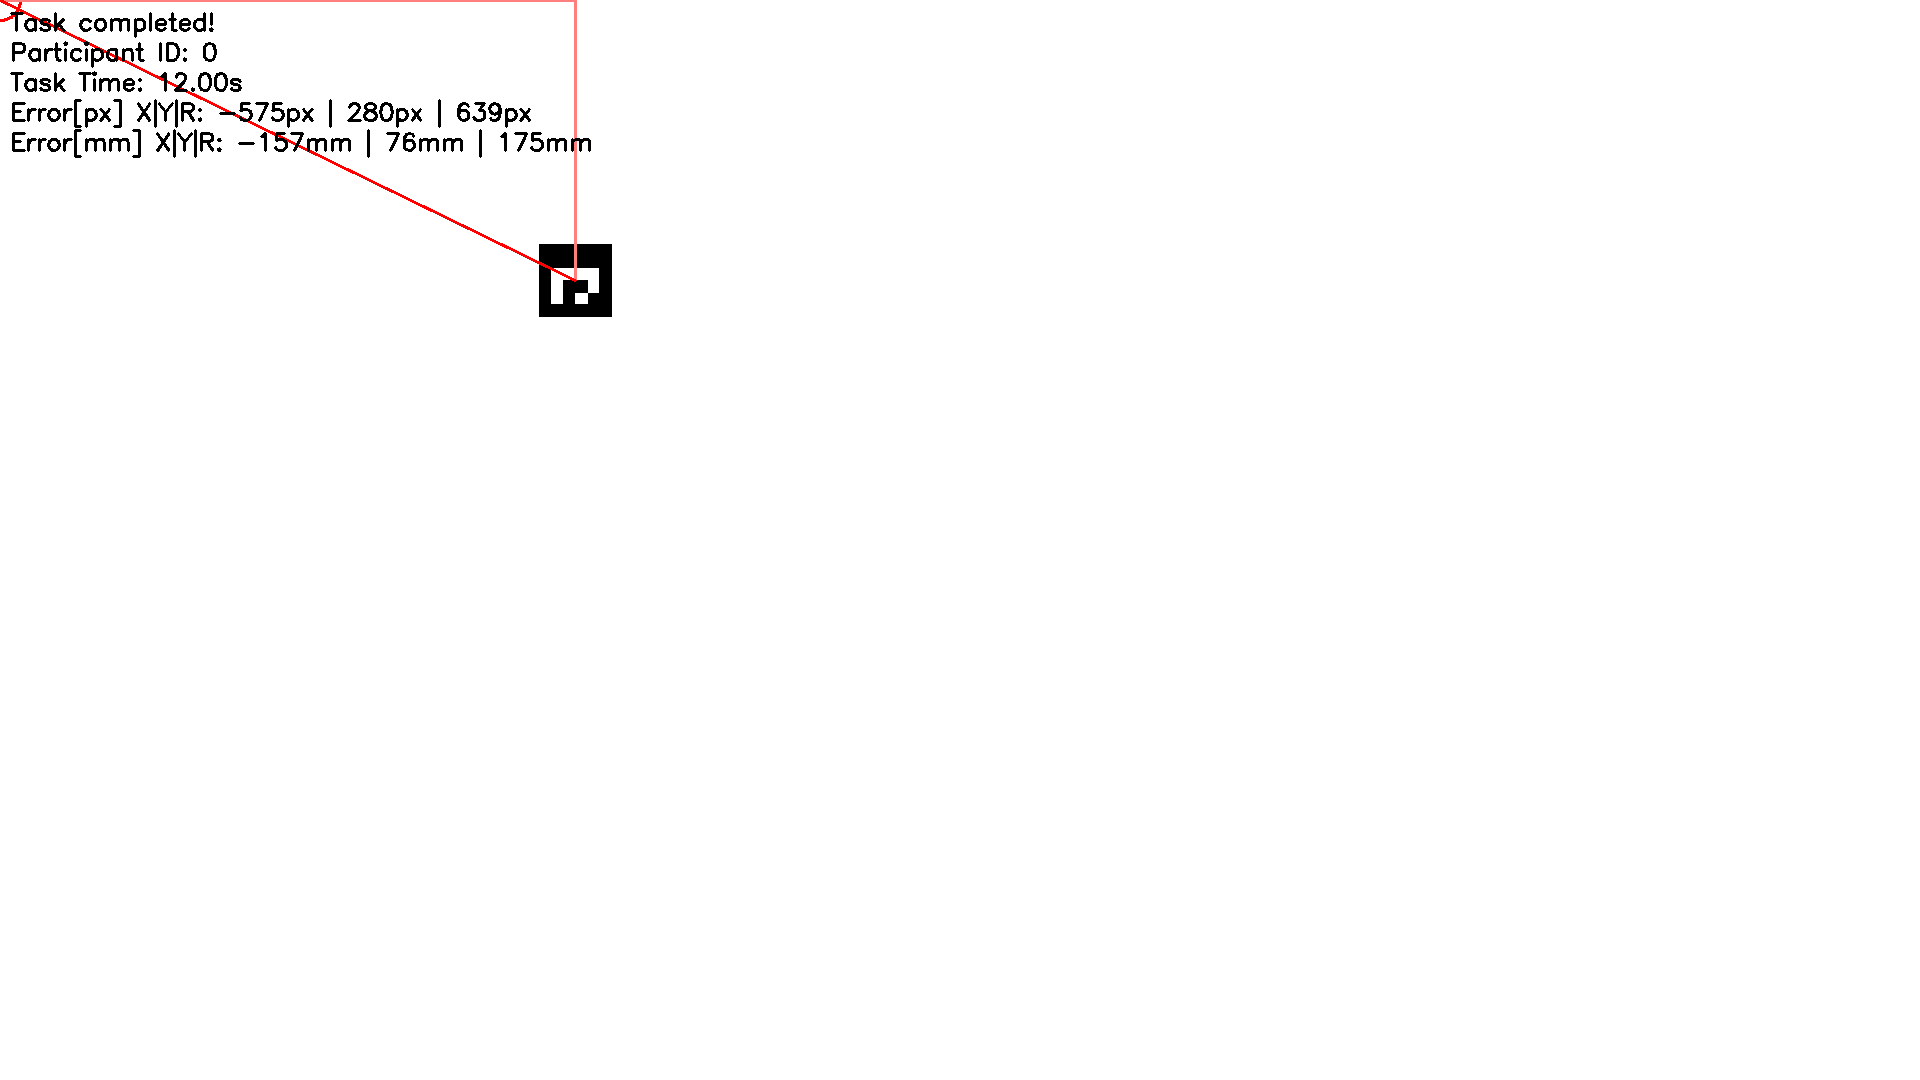 Task completed!
Participant ID: 0
Task Time: 12.00s
Error[px] X|Y|R: -575px | 280px | 639px
Error[mm] X|Y|R: -157mm | 76mm | 175mm